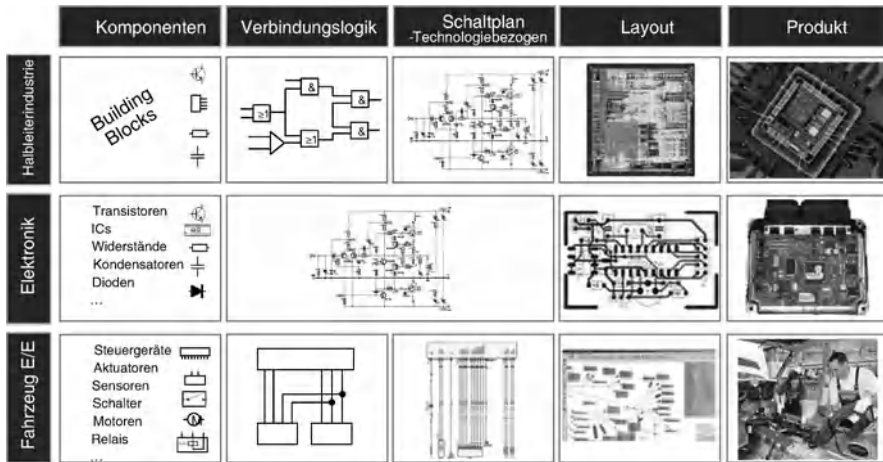 Komponenten
Verbindungslogik
Schaltplan
-Technologiebezogen
Layout
Produkt
Halbleiterindustrie
Building
Blocks
≥1
&
&
≥1
&
Elektronik
Transistoren
ICs
Widerstände
Kondensatoren
Dioden
...
Fahrzeug E/E
Steuergeräte
Aktuatoren
Sensoren
Schalter
Motoren
M
Relais
...